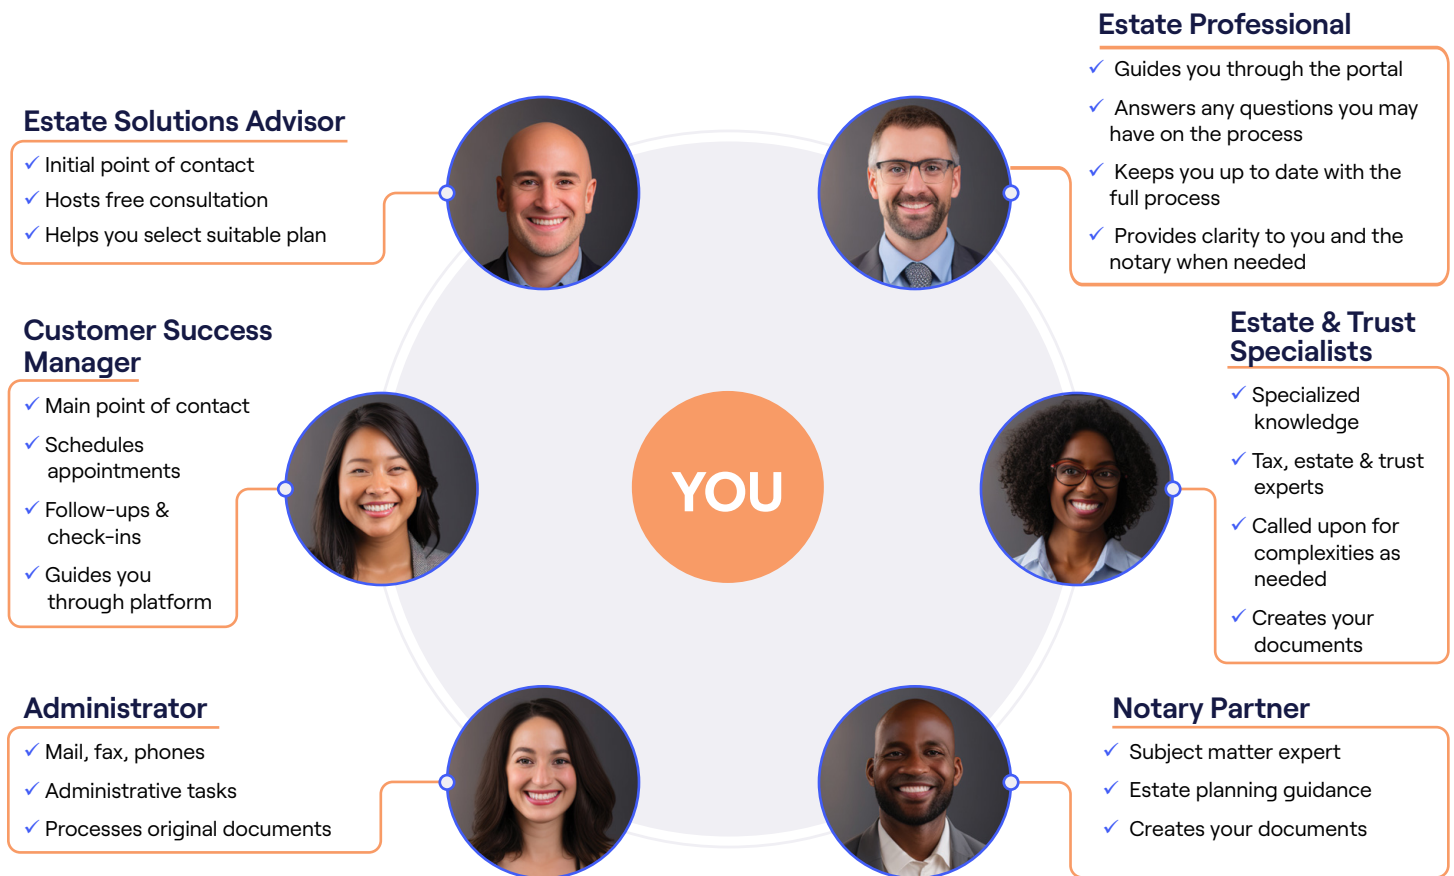 Estate Solutions Advisor
✓ Initial point of contact
✓ Hosts free consultation
✓ Helps you select suitable plan
Customer Success
Manager
✓ Main point of contact
✓ Schedules
appointments
✓ Follow-ups &
check-ins
✓ Guides you
through platform
Administrator
✓ Mail, fax, phones
✓ Administrative tasks
✓ Processes original documents
YOU
Estate Professional
✓ Guides you through the portal
✓ Answers any questions you may
have on the process
✓ Keeps you up to date with the
full process
✓ Provides clarity to you and the
notary when needed
Estate & Trust
Specialists
✓ Specialized
knowledge
✓ Tax, estate & trust
experts
✓ Called upon for
complexities as
needed
✓ Creates your
documents
Notary Partner
✓ Subject matter expert
✓ Estate planning guidance
✓ Creates your documents